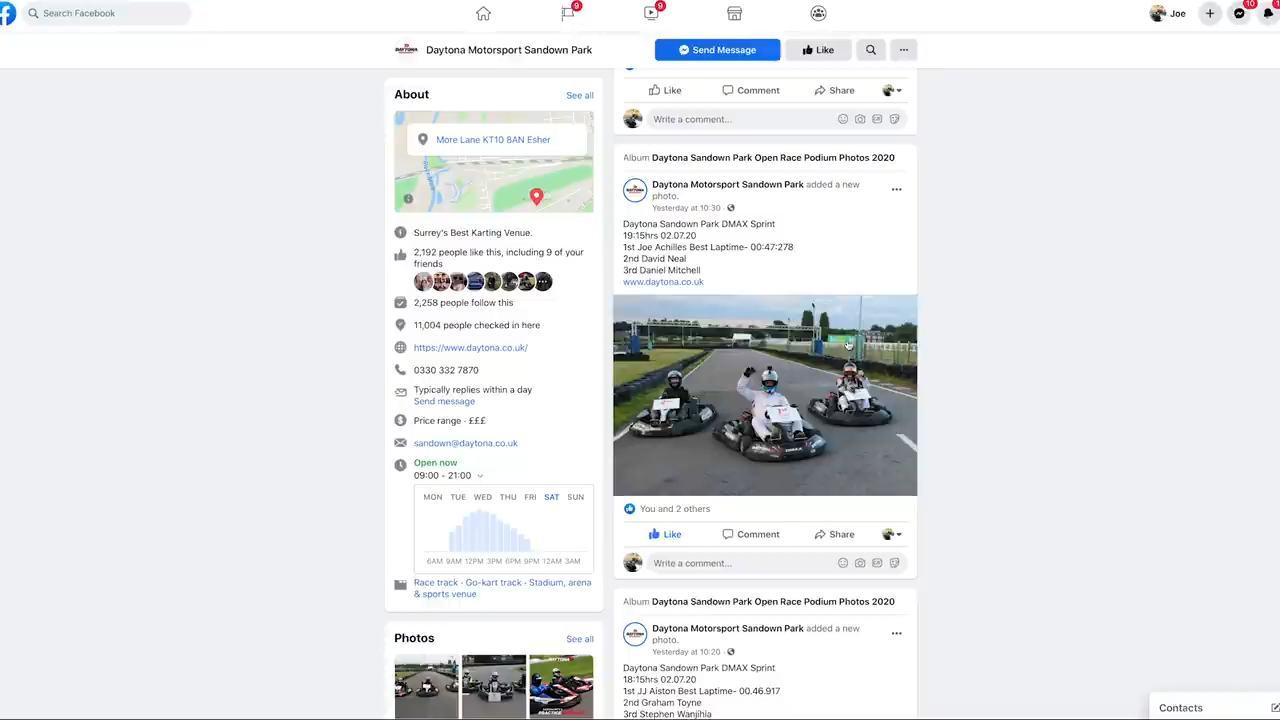 Search Facebook
9
9
Joe
10
Daytona Motorsport Sandown Park
Send Message
Like
About
See all
More Lane KT10 8AN Esher
Surrey's Best Karting Venue.
2,192 people like this, including 9 of your
friends
2,258 people follow this
11,004 people checked in here
https://www.daytona.co.uk/
0330 332 7870
Typically replies within a day
Send message
Price range · £££
sandown@daytona.co.uk
Open now
09:00 - 21:00
MON TUE WED THU FRI SAT SUN
6AM 9AM 12PM 3PM 6PM 9PM 12AM 3AM
Race track · Go-kart track · Stadium, arena
& sports venue
Photos
See all
Like Comment Share
Write a comment...
Album Daytona Sandown Park Open Race Podium Photos 2020
Daytona Motorsport Sandown Park added a new
photo.
Yesterday at 10:30
Daytona Sandown Park DMAX Sprint
19:15hrs 02.07.20
1st Joe Achilles Best Laptime- 00:47:278
2nd David Neal
3rd Daniel Mitchell
www.daytona.co.uk
You and 2 others
Like Comment Share
Write a comment...
Album Daytona Sandown Park Open Race Podium Photos 2020
Daytona Motorsport Sandown Park added a new
photo.
Yesterday at 10:20
Daytona Sandown Park DMAX Sprint
18:15hrs 02.07.20
1st JJ Aiston Best Laptime- 00.46.917
2nd Graham Toyne
3rd Stephen Wanjihia
Contacts